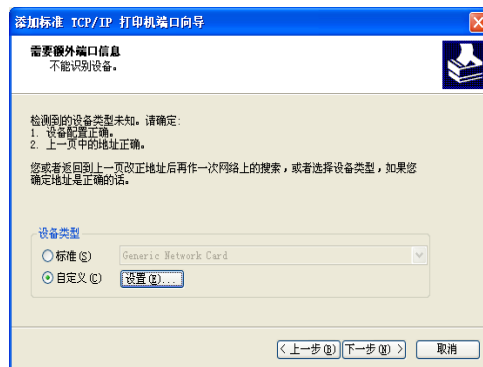 添加标准 TCP/IP 打印机端口向导
需要额外端口信息
不能识别设备。
检测到的设备类型未知。请确定:
1. 设备配置正确。
2. 上一页中的地址正确。
您或者返回到上一页改正地址后再作一次网络上的搜索，或者选择设备类型，如果您
确定地址是正确的话。
设备类型
标准(S)
Generic Network Card
自定义(C)
设置(E)...
< 上一步(B)
下一步(N) >
取消